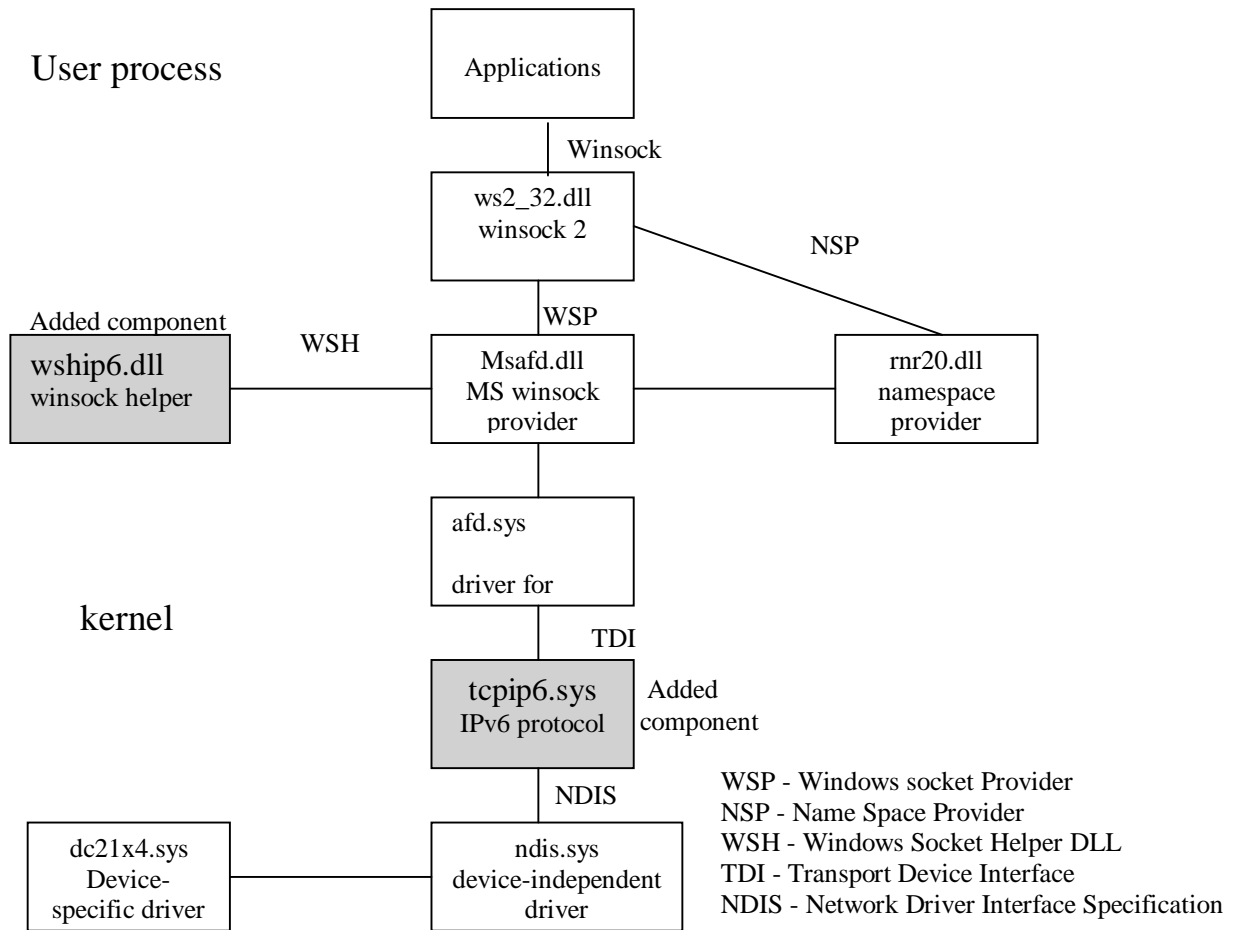 User process
Applications
Winsock
ws2_32.dll
winsock 2
NSP
WSP
Added component
WSH
wship6.dll
winsock helper
Msafd.dll
MS winsock
provider
rnr20.dll
namespace
provider
afd.sys
driver for
kernel
TDI
tcpip6.sys
IPv6 protocol
Added
component
NDIS
dc21x4.sys
Device-
specific driver
ndis.sys
device-independent
driver
WSP - Windows socket Provider
NSP - Name Space Provider
WSH - Windows Socket Helper DLL
TDI - Transport Device Interface
NDIS - Network Driver Interface Specification